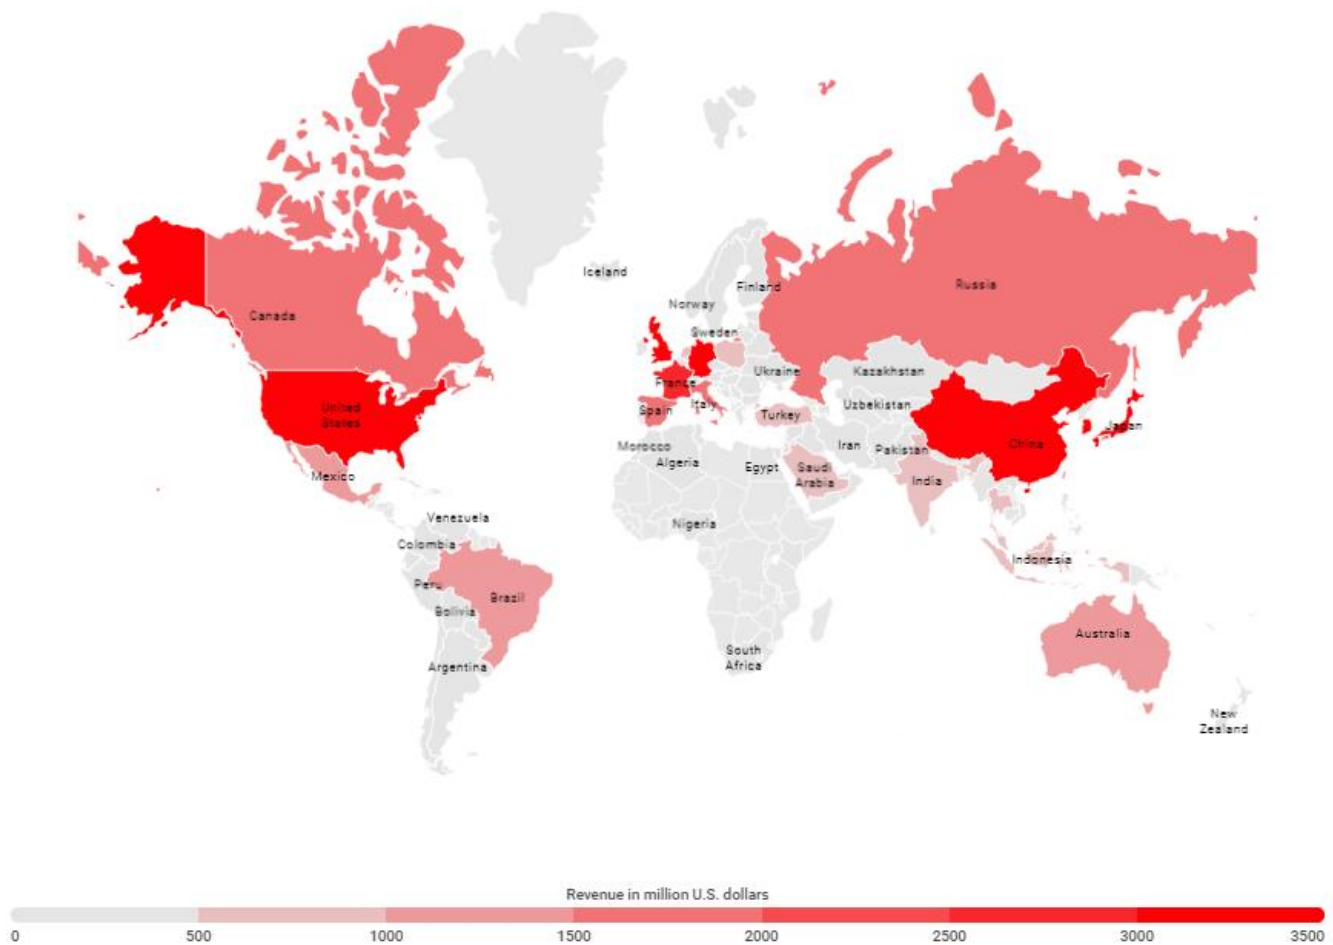 Iceland
Finland
Norway
Russia
Canada
Sweden
Ukraine
Kazakhstan
France
United
States
Spain
Italy
Uzbekistan
Turkey
Japan
China
Morocco
Algeria
Egypt
Iran
Pakistan
Saudi
Arabia
India
Mexico
Venezuela
Nigeria
Colombia
Indonesia
Peru
Brazil
Bolivia
Australia
South
Africa
Argentina
New
Zealand
Revenue in million U.S. dollars
0 500 1000 1500 2000 2500 3000 3500